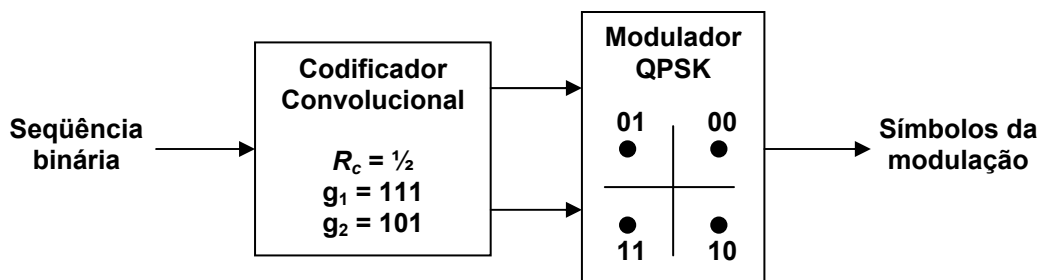 Seqüência
binária
Codificador
Convolucional
Rc = ½
g1 = 111
g2 = 101
Modulador
QPSK
01 00
11 10
Símbolos da
modulação